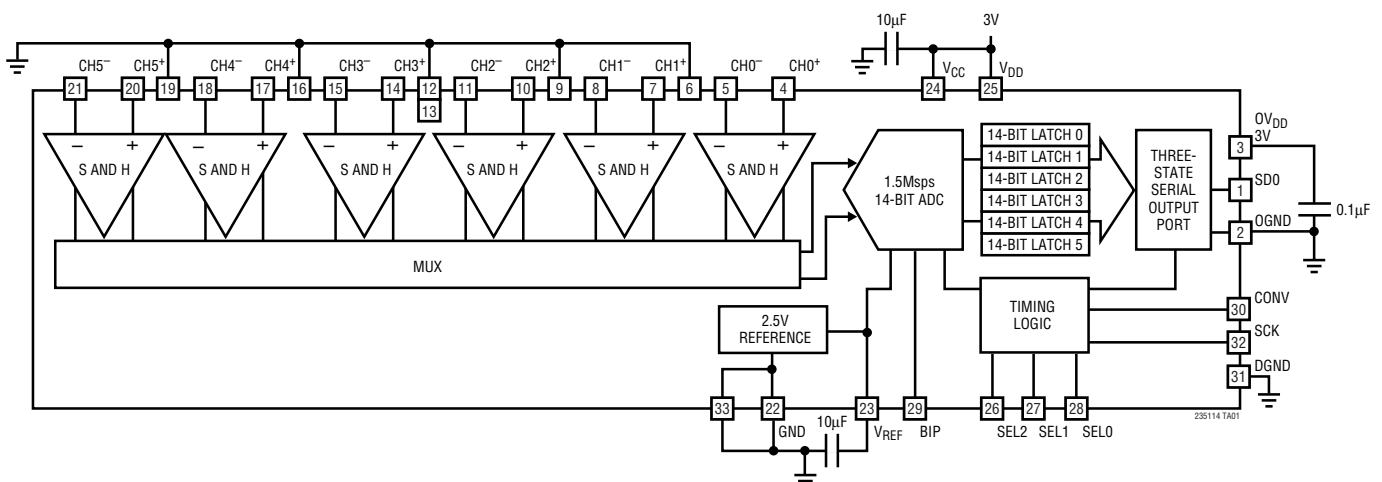 10µF
3V
CH5–
CH5+
CH4–
CH4+
CH3–
CH3+
CH2–
CH2+
CH1–
CH1+
CH0–
CH0+
VCC
VDD
21
20
19
18
17
16
15
14
12
13
11
10
9
8
7
6
5
4
24
25
– +
S AND H
– +
S AND H
– +
S AND H
– +
S AND H
– +
S AND H
– +
S AND H
MUX
1.5Msps
14-BIT ADC
14-BIT LATCH 0
14-BIT LATCH 1
14-BIT LATCH 2
14-BIT LATCH 3
14-BIT LATCH 4
14-BIT LATCH 5
THREE-
STATE
SERIAL
OUTPUT
PORT
OVDD
3V
3
SD0
1
0.1µF
OGND
2
TIMING
LOGIC
CONV
30
SCK
32
DGND
31
2.5V
REFERENCE
33
22
23
29
26
27
28
GND
10µF
VREF
BIP
SEL2
SEL1
SEL0
235114 TA01